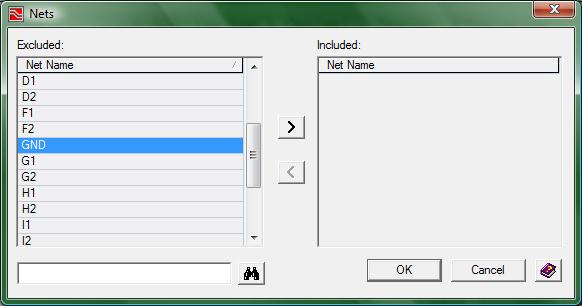 Nets
Excluded:
Included:
Net Name
Net Name
D1
D2
F1
F2
GND
G1
G2
H1
H2
I1
I2
OK
Cancel